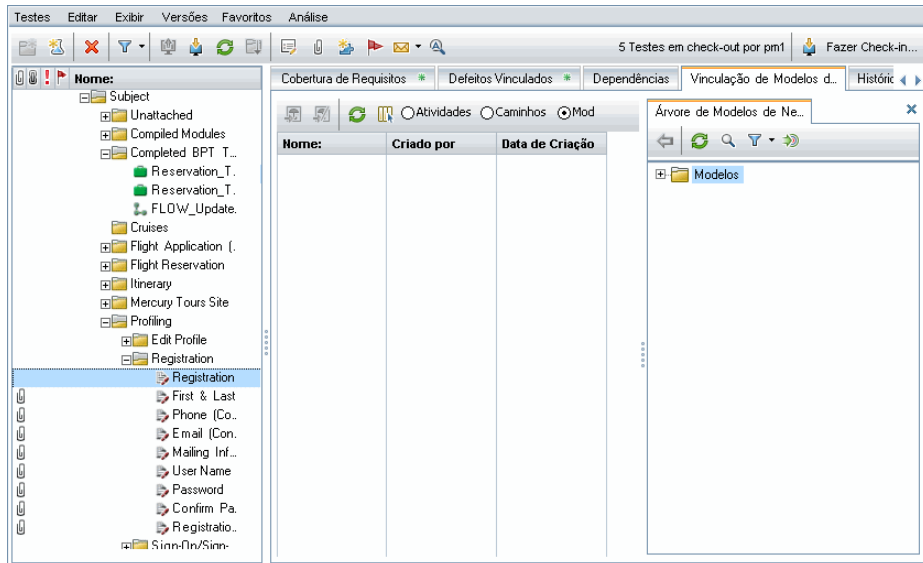 Testes Editar Exibir Versões Favoritos Análise
5 Testes em check-out por pm1 Fazer Check-in...
Nome:
Subject
Unattached
Compiled Modules
Completed BPT T...
Reservation_T.
Reservation_T.
FLOW_Update.
Cruises
Flight Application (.
Flight Reservation
Itinerary
Mercury Tours Site
Profiling
Edit Profile
Registration
Registration
First & Last
Phone (Co..
Email (Con.
Mailing Inf...
User Name
Password
Confirm Pa.
Registratio..
Sign-On/Sign-
Cobertura de Requisitos * Defeitos Vinculados * Dependências Vinculação de Modelos d... Históric
Atividades Caminhos Mod
Nome: Criado por Data de Criação
Árvore de Modelos de Ne...
Modelos